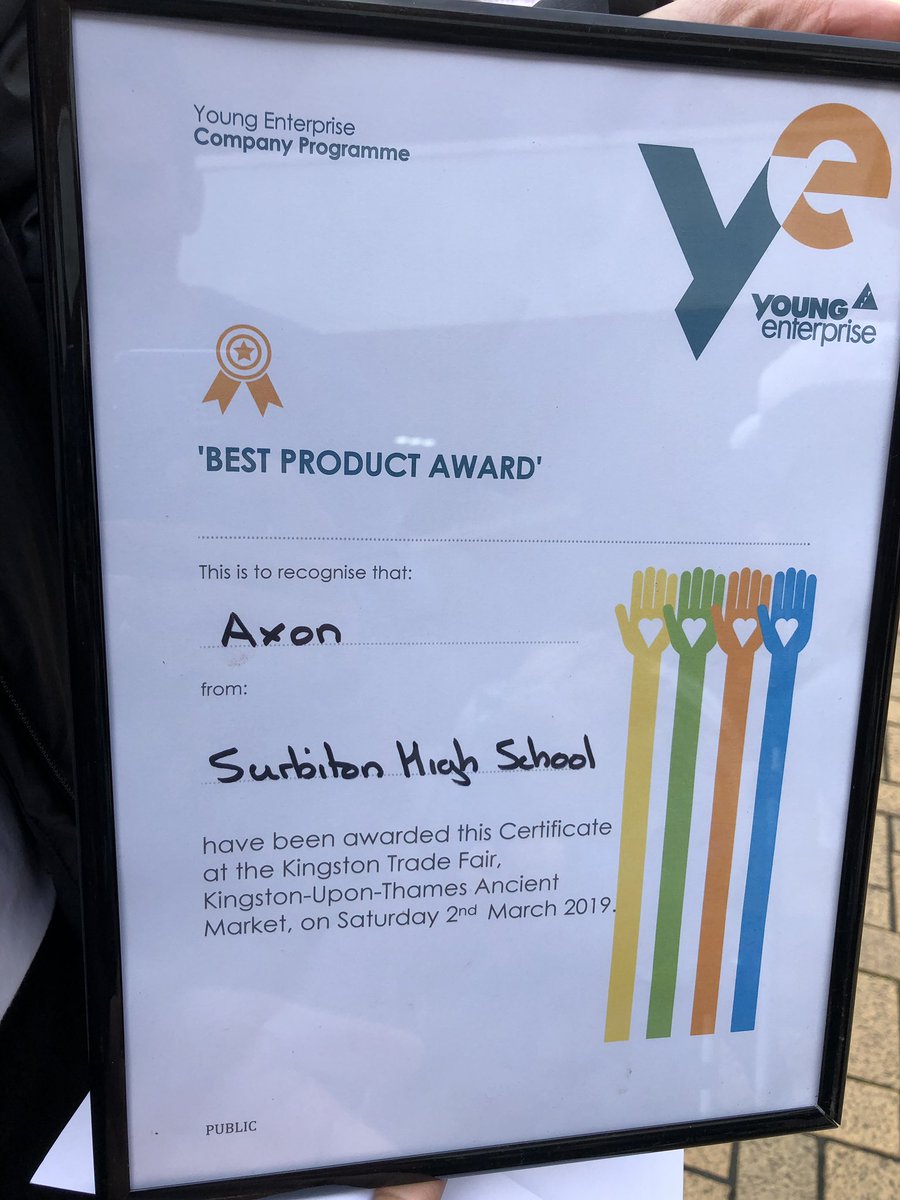 Young Enterprise
Company Programme
ye
YOUNG
enterprise
'BEST PRODUCT AWARD'
This is to recognise that:
Axon
from:
Surbiton High School
have been awarded this Certificate
at the Kingston Trade Fair,
Kingston-Upon-Thames Ancient
Market, on Saturday 2nd March 2019.
PUBLIC